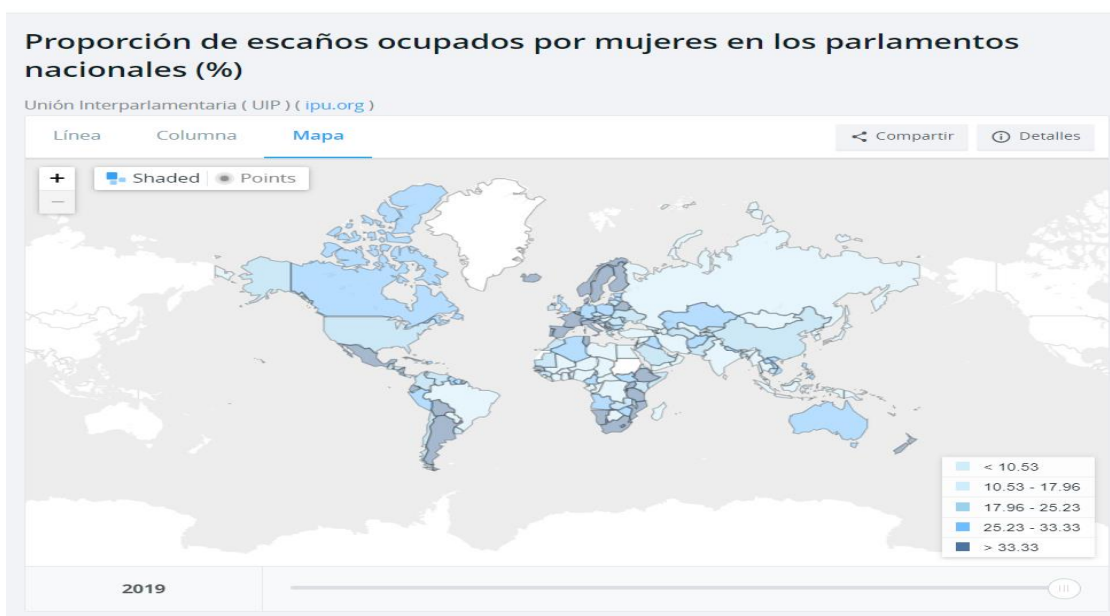 Proporción de escaños ocupados por mujeres en los parlamentos
nacionales (%)
Unión Interparlamentaria ( UIP ) ( ipu.org )
Línea Columna Mapa Compartir Detalles
+ Shaded Points
−
< 10.53
10.53 - 17.96
17.96 - 25.23
25.23 - 33.33
> 33.33
2019